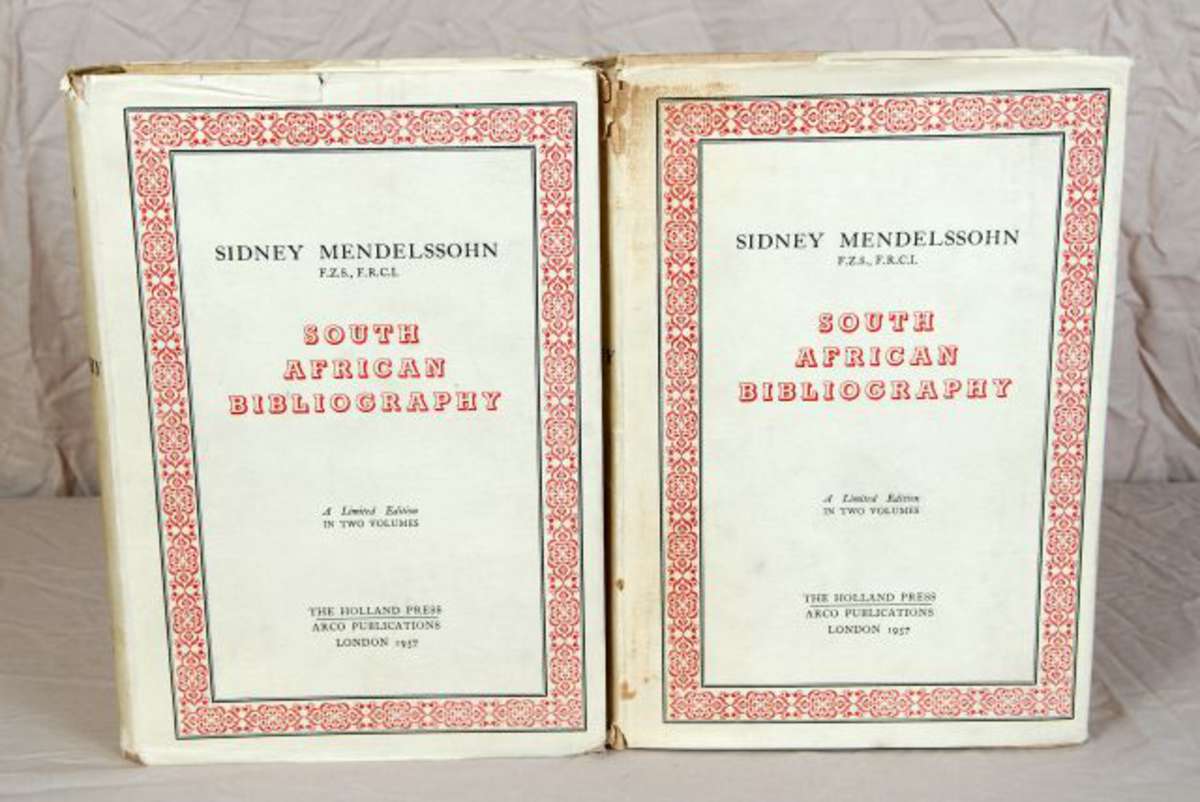 SIDNEY MENDELSSOHN
F.Z.S., F.R.C.I.
SOUTH
AFRICAN
BIBLIOGRAPHY
A Limited Edition
IN TWO VOLUMES
THE HOLLAND PRESS
ARCO PUBLICATIONS
LONDON 1957
SIDNEY MENDELSSOHN
F.Z.S., F.R.C.I.
SOUTH
AFRICAN
BIBLIOGRAPHY
A Limited Edition
IN TWO VOLUMES
THE HOLLAND PRESS
ARCO PUBLICATIONS
LONDON 1957